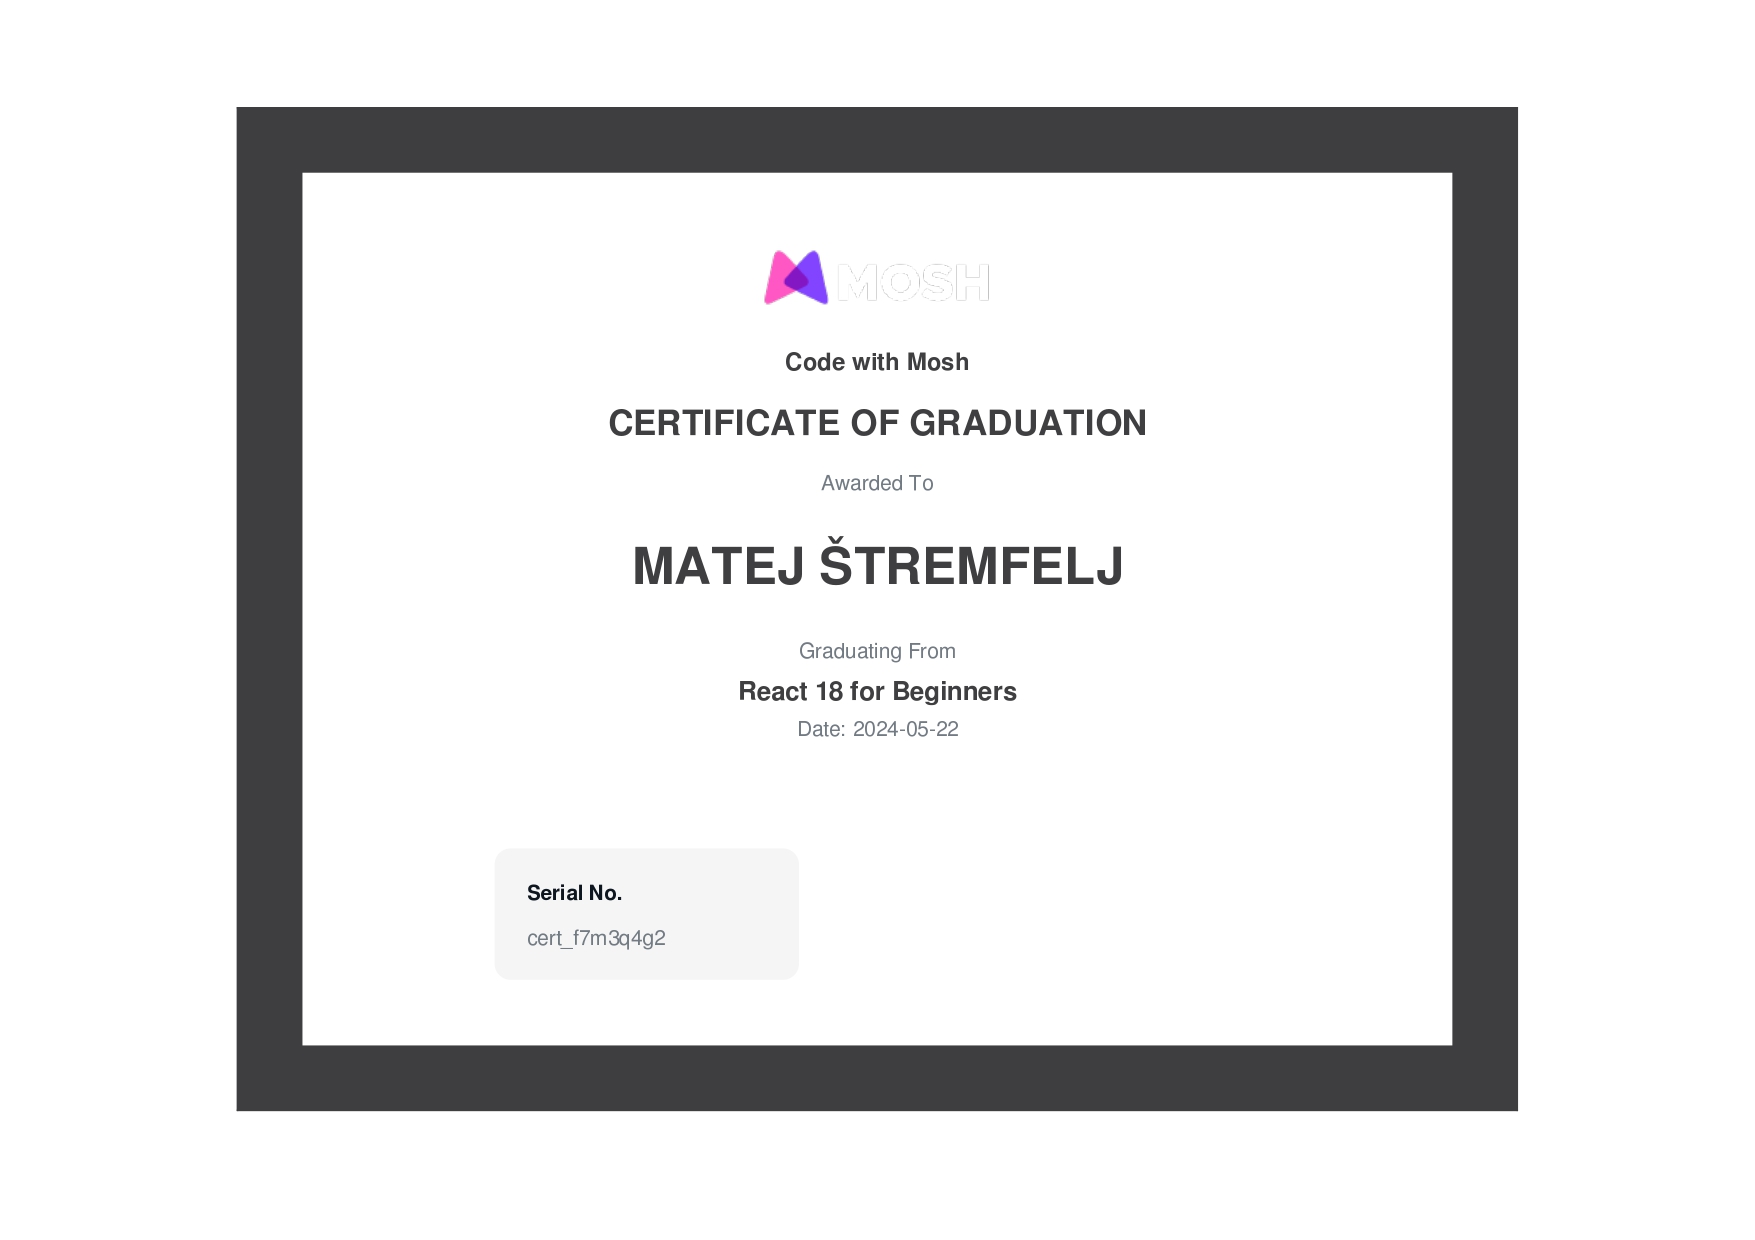 MOSH
Code with Mosh
CERTIFICATE OF GRADUATION
Awarded To
MATEJ ŠTREMFELJ
Graduating From
React 18 for Beginners
Date: 2024-05-22
Serial No.
cert_f7m3q4g2